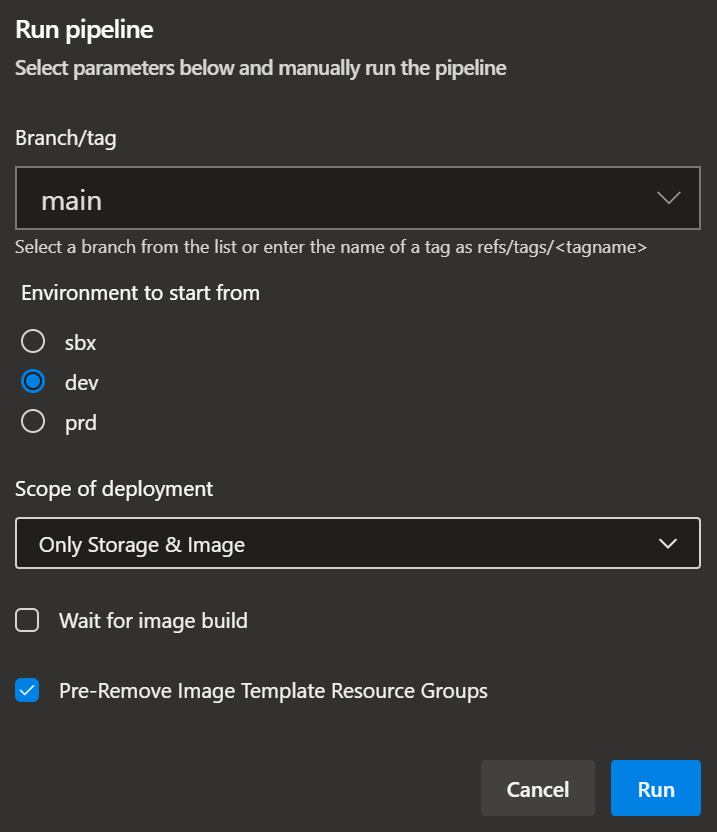 Run pipeline
Select parameters below and manually run the pipeline
Branch/tag
main
Select a branch from the list or enter the name of a tag as refs/tags/<tagname>
Environment to start from
sbx
dev
prd
Scope of deployment
Only Storage & Image
Wait for image build
Pre-Remove Image Template Resource Groups
Cancel
Run